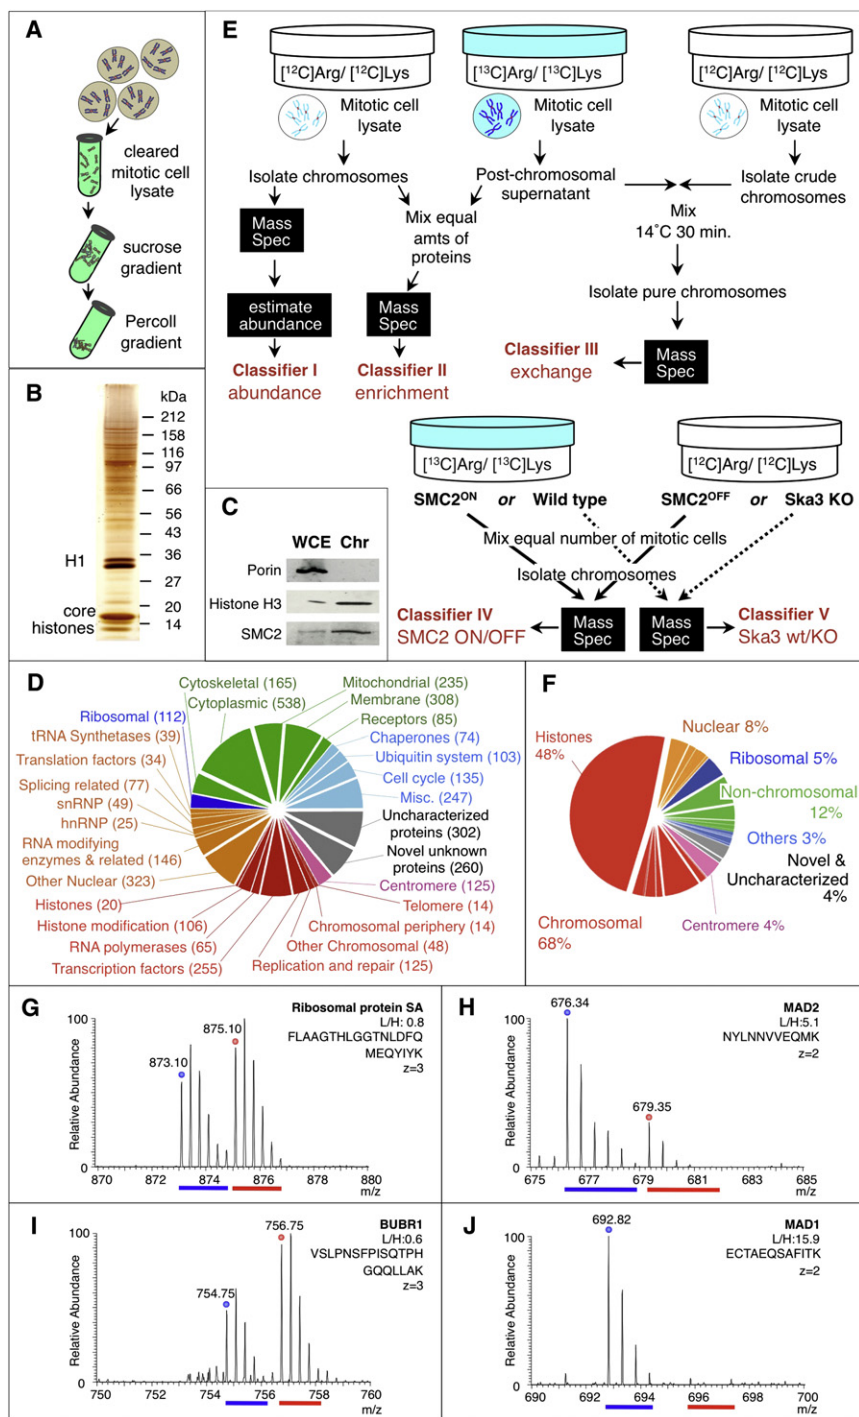 A
cleared
mitotic cell
lysate
sucrose
gradient
Percoll
gradient
B
kDa
212
158
116
97
66
56
43
36
27
20
14
H1
core
histones
C
WCE Chr
Porin
Histone H3
SMC2
E
[¹²C]Arg/ [¹²C]Lys
[¹³C]Arg/ [¹³C]Lys
[¹²C]Arg/ [¹²C]Lys
Mitotic cell
lysate
Mitotic cell
lysate
Mitotic cell
lysate
Isolate chromosomes
Post-chromosomal
supernatant
Isolate crude
chromosomes
Mass
Spec
Mix equal
amts of
proteins
Mix
14°C 30 min.
estimate
abundance
Mass
Spec
Isolate pure chromosomes
Classifier I
abundance
Classifier II
enrichment
Classifier III
exchange
Mass
Spec
[¹³C]Arg/ [¹³C]Lys
[¹²C]Arg/ [¹²C]Lys
SMC2ᴼᴺ or Wild type
SMC2ᴼᶠᶠ or Ska3 KO
Mix equal number of mitotic cells
Isolate chromosomes
Classifier IV
SMC2 ON/OFF
Mass
Spec
Mass
Spec
Classifier V
Ska3 wt/KO
D
Cytoskeletal (165)
Cytoplasmic (538)
Ribosomal (112)
tRNA Synthetases (39)
Translation factors (34)
Splicing related (77)
snRNP (49)
hnRNP (25)
RNA modifying
enzymes & related (146)
Other Nuclear (323)
Histones (20)
Histone modification (106)
RNA polymerases (65)
Transcription factors (255)
Mitochondrial (235)
Membrane (308)
Receptors (85)
Chaperones (74)
Ubiquitin system (103)
Cell cycle (135)
Misc. (247)
Uncharacterized
proteins (302)
Novel unknown
proteins (260)
Centromere (125)
Telomere (14)
Chromosomal periphery (14)
Other Chromosomal (48)
Replication and repair (125)
F
Histones
48%
Nuclear 8%
Ribosomal 5%
Non-chromosomal
12%
Others 3%
Novel &
Uncharacterized
4%
Centromere 4%
Chromosomal
68%
G
Ribosomal protein SA
L/H: 0.8
FLAAGTHLGGTNLDFQ
MEQYIYK
z=3
873.10
875.10
Relative Abundance
100
0
870 872 874 876 878 880
m/z
H
MAD2
L/H:5.1
NYLNNVVEQMK
z=2
676.34
679.35
Relative Abundance
100
0
675 677 679 681 683 685
m/z
I
BUBR1
L/H:0.6
VSLPNSFPISQTPH
GQQLLAK
z=3
754.75
756.75
Relative Abundance
100
0
750 752 754 756 758 760
m/z
J
MAD1
L/H:15.9
ECTAEQSAFITK
z=2
692.82
Relative Abundance
100
0
690 692 694 696 698 700
m/z